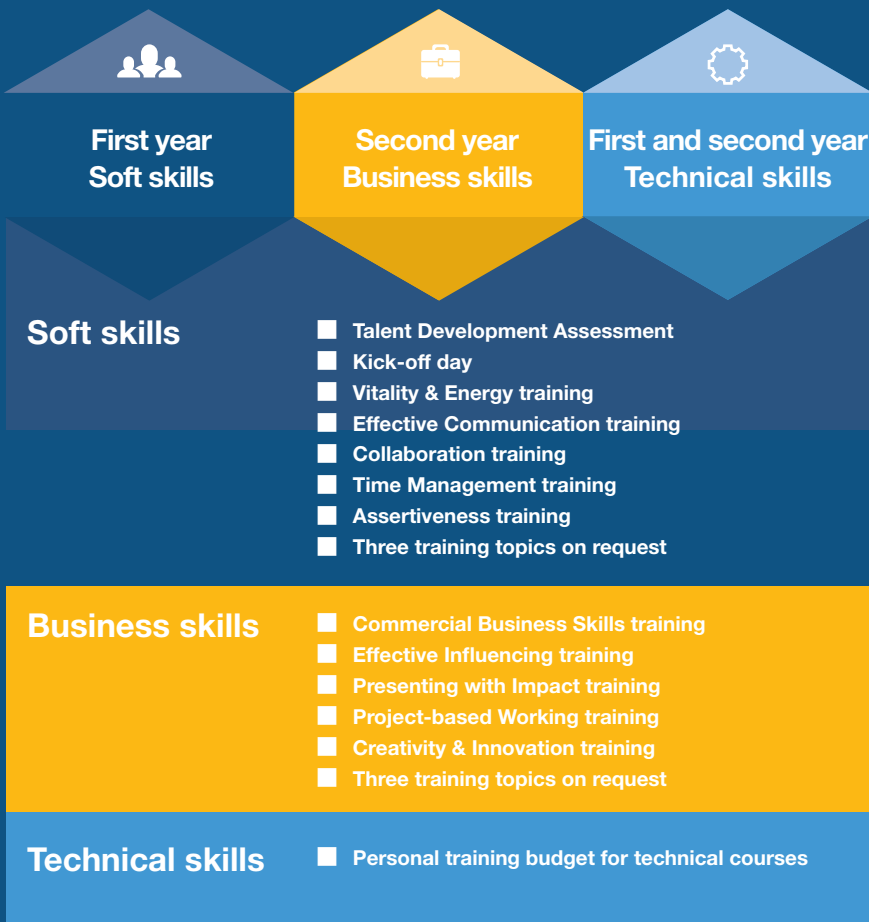 First year
Soft skills
Second year
Business skills
First and second year
Technical skills
Soft skills
Talent Development Assessment
Kick-off day
Vitality & Energy training
Effective Communication training
Collaboration training
Time Management training
Assertiveness training
Three training topics on request
Business skills
Commercial Business Skills training
Effective Influencing training
Presenting with Impact training
Project-based Working training
Creativity & Innovation training
Three training topics on request
Technical skills
Personal training budget for technical courses